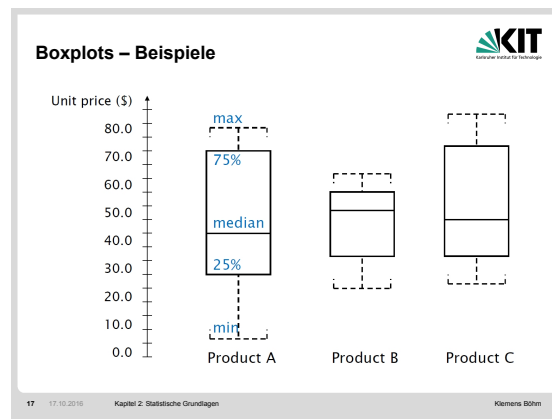 Boxplots – Beispiele
KIT
Karlsruher Institut für Technologie
Unit price ($)
80.0
70.0
60.0
50.0
40.0
30.0
20.0
10.0
0.0
max
75%
median
25%
min
Product A
Product B
Product C
17 17.10.2016 Kapitel 2: Statistische Grundlagen Klemens Böhm